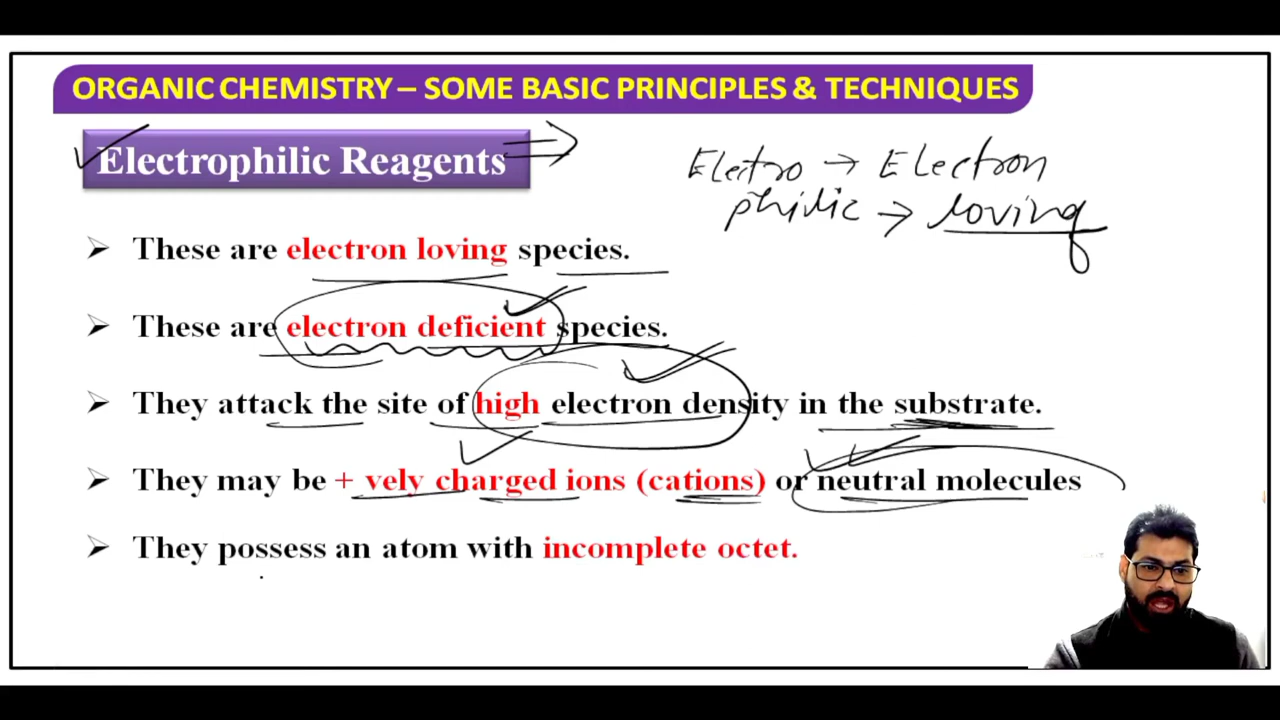 ORGANIC CHEMISTRY – SOME BASIC PRINCIPLES & TECHNIQUES
Electrophilic Reagents
Electro → Electron
philic → loving
➢ These are electron loving species.
➢ These are electron deficient species.
➢ They attack the site of high electron density in the substrate.
➢ They may be + vely charged ions (cations) or neutral molecules
➢ They possess an atom with incomplete octet.